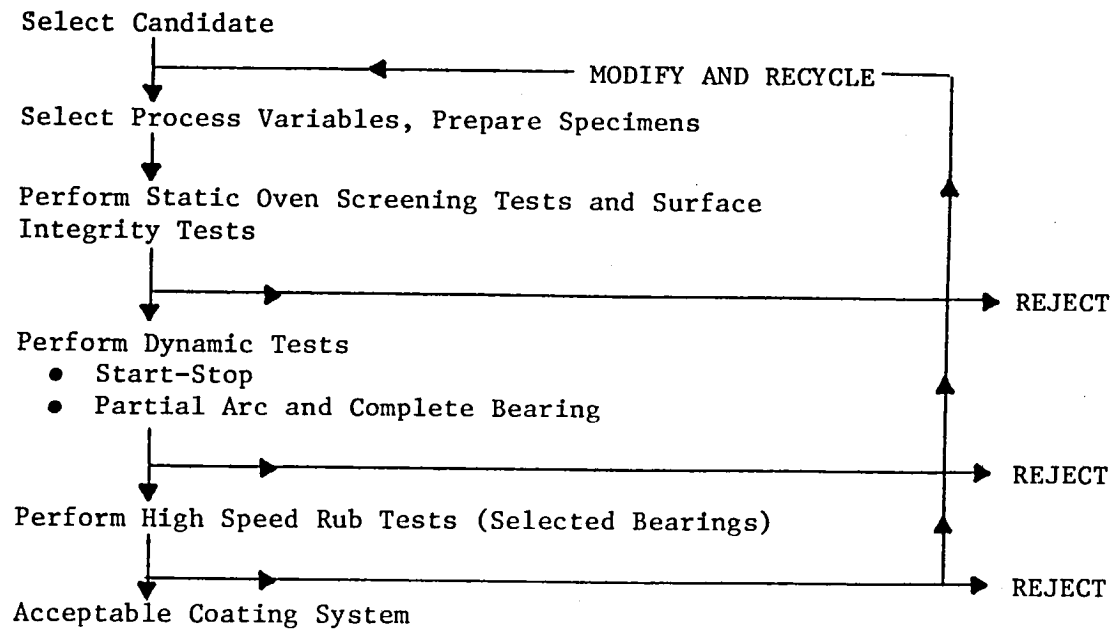 Select Candidate
MODIFY AND RECYCLE
Select Process Variables, Prepare Specimens
Perform Static Oven Screening Tests and Surface
Integrity Tests
REJECT
Perform Dynamic Tests
● Start-Stop
● Partial Arc and Complete Bearing
REJECT
Perform High Speed Rub Tests (Selected Bearings)
REJECT
Acceptable Coating System